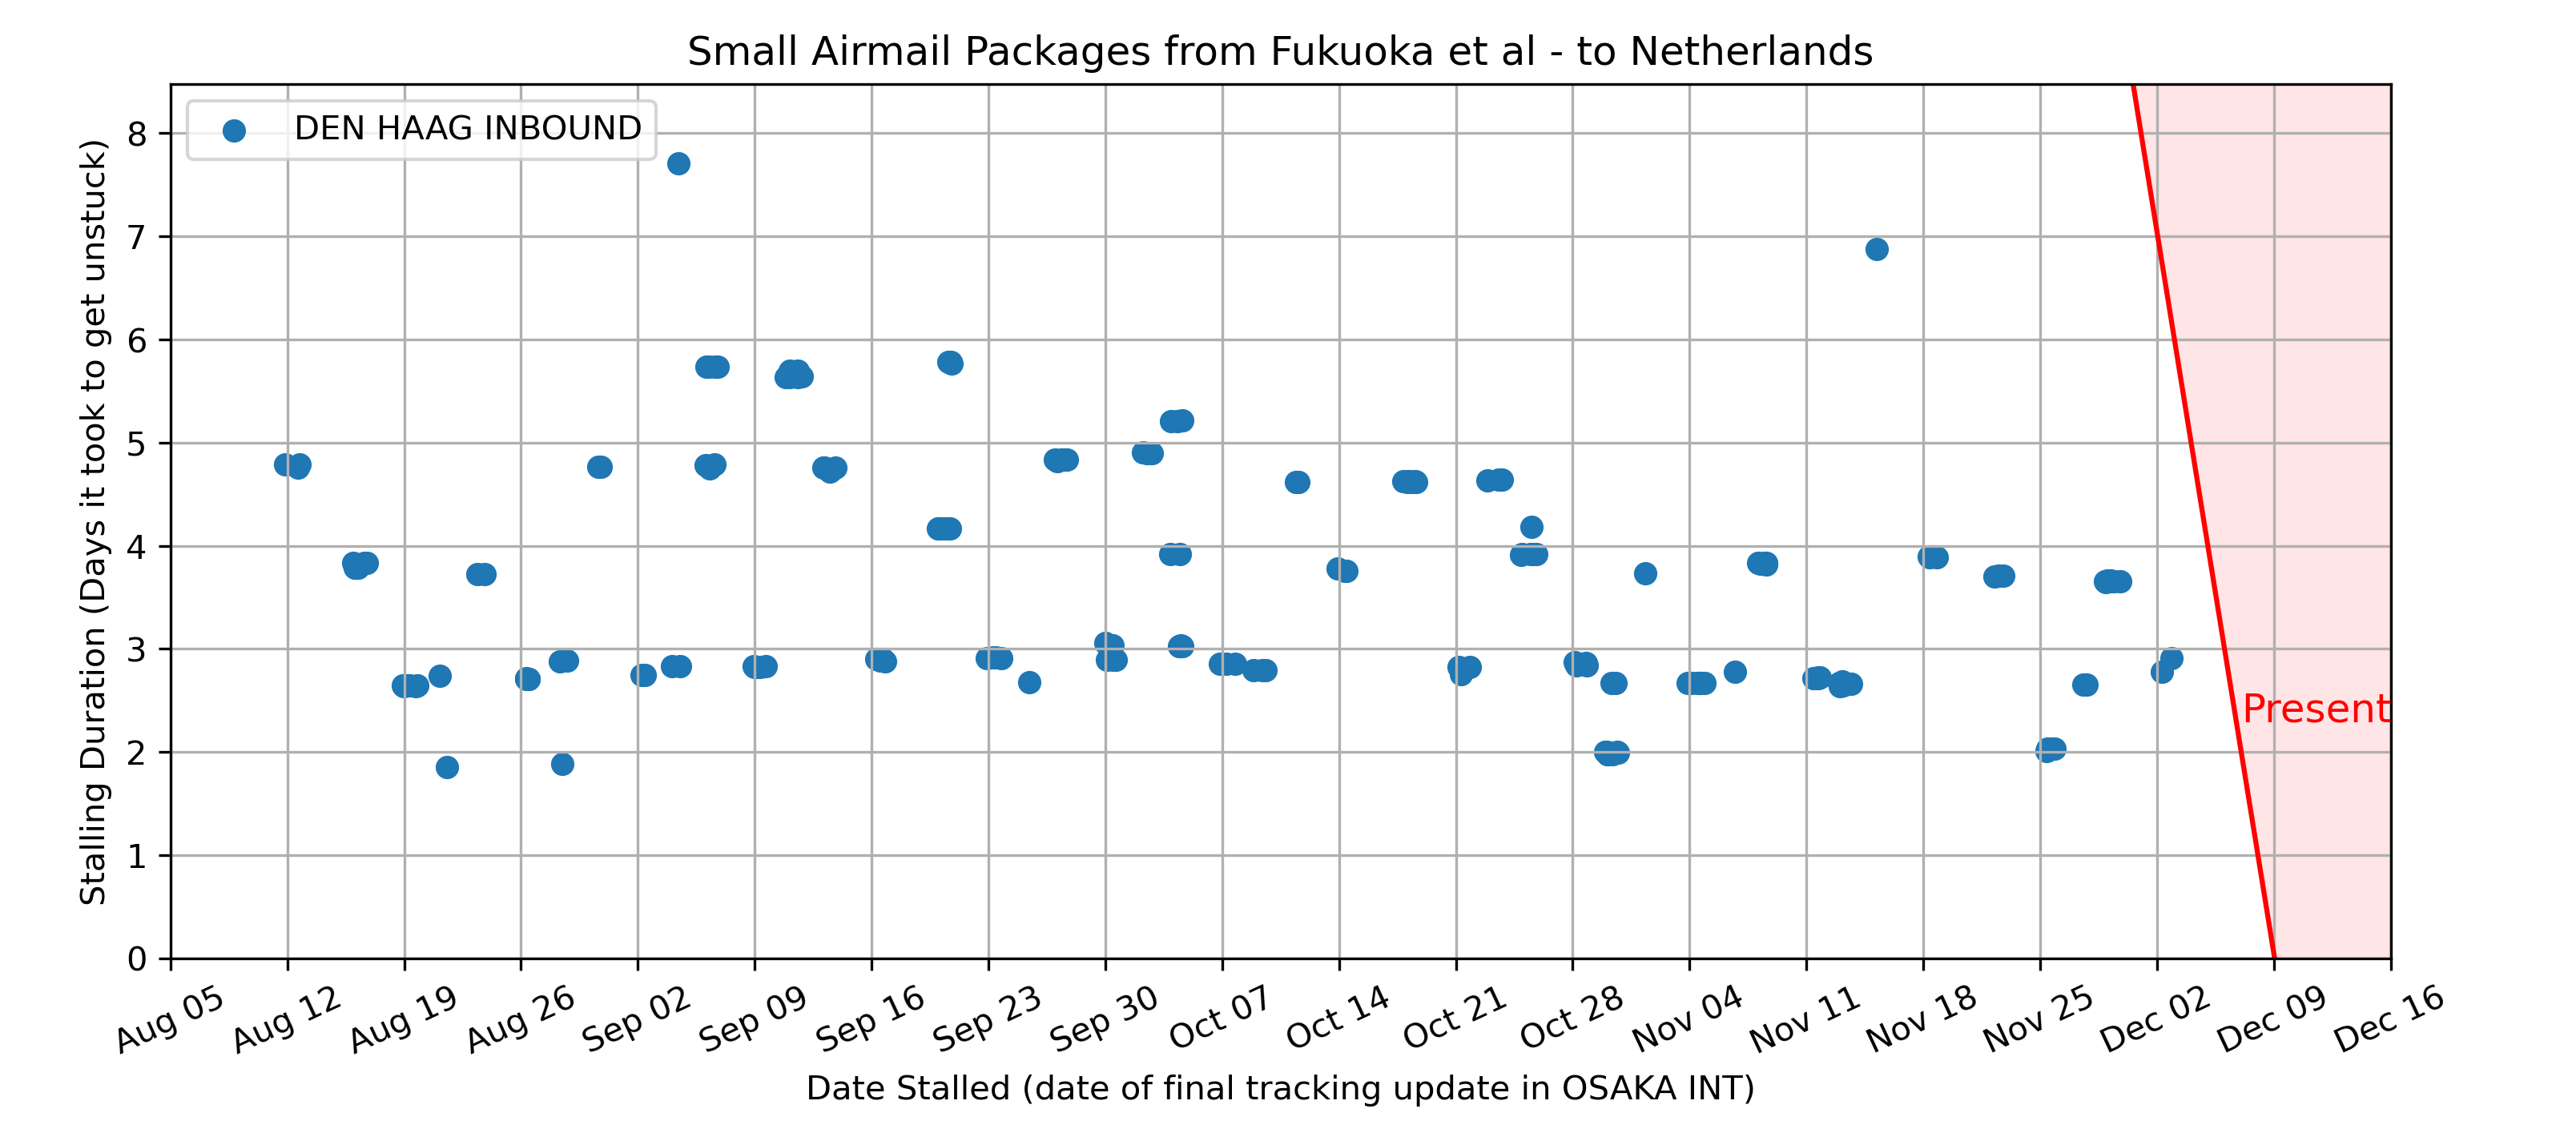 Small Airmail Packages from Fukuoka et al - to Netherlands
DEN HAAG INBOUND
Stalling Duration (Days it took to get unstuck)
8
7
6
5
4
3
2
1
0
Present
Aug 05
Aug 12
Aug 19
Aug 26
Sep 02
Sep 09
Sep 16
Sep 23
Sep 30
Oct 07
Oct 14
Oct 21
Oct 28
Nov 04
Nov 11
Nov 18
Nov 25
Dec 02
Dec 09
Dec 16
Date Stalled (date of final tracking update in OSAKA INT)